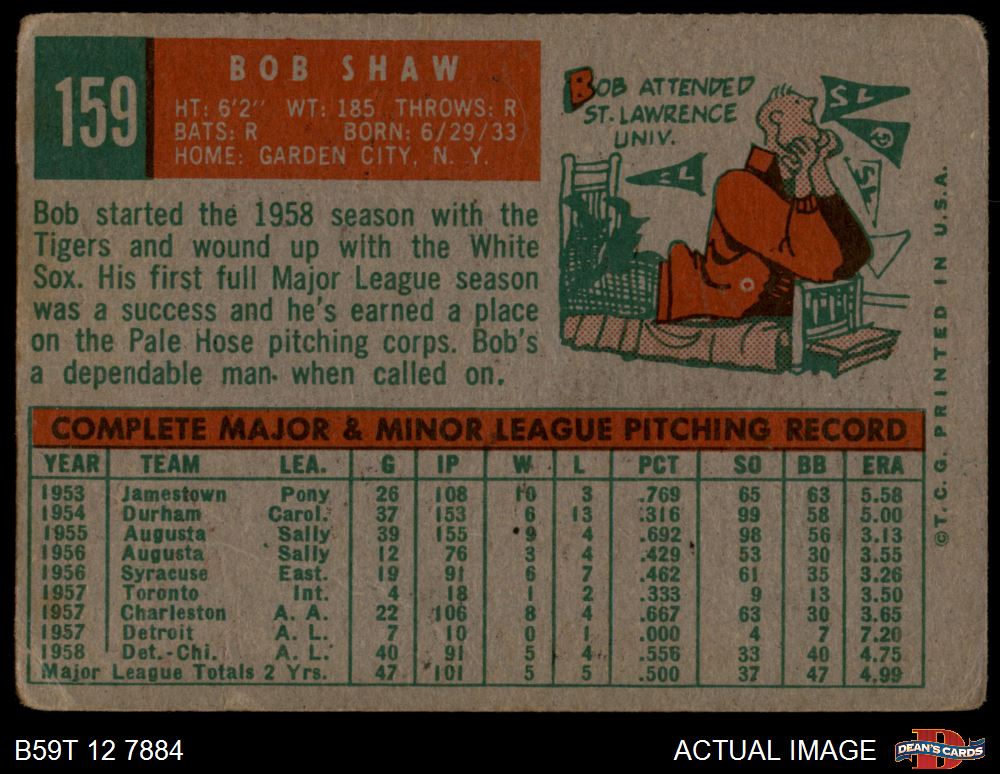 159
BOB SHAW
HT: 6'2" WT: 185 THROWS: R
BATS: R BORN: 6/29/33
HOME: GARDEN CITY, N. Y.
BOB ATTENDED
ST. LAWRENCE
UNIV.
SL
SL
SL
Bob started the 1958 season with the
Tigers and wound up with the White
Sox. His first full Major League season
was a success and he's earned a place
on the Pale Hose pitching corps. Bob's
a dependable man when called on.
COMPLETE MAJOR & MINOR LEAGUE PITCHING RECORD
YEAR TEAM LEA. G IP W L PCT SO BB ERA
1953 Jamestown Pony 26 108 10 3 .769 65 63 5.58
1954 Durham Carol. 37 153 6 13 .316 99 58 5.00
1955 Augusta Sally 39 155 9 4 .692 98 56 3.13
1956 Augusta Sally 12 76 3 4 .429 53 30 3.55
1956 Syracuse East. 19 91 6 7 .462 61 35 3.26
1957 Toronto Int. 4 18 1 2 .333 9 13 3.50
1957 Charleston A. A. 22 106 8 4 .667 63 30 3.65
1957 Detroit A. L. 7 10 0 1 .000 4 7 7.20
1958 Det.-Chi. A. L. 40 91 5 4 .556 33 40 4.75
Major League Totals 2 Yrs. 47 101 5 5 .500 37 47 4.99
©T. C. G. PRINTED IN U.S.A.
B59T 12 7884
ACTUAL IMAGE
DEAN'S CARDS